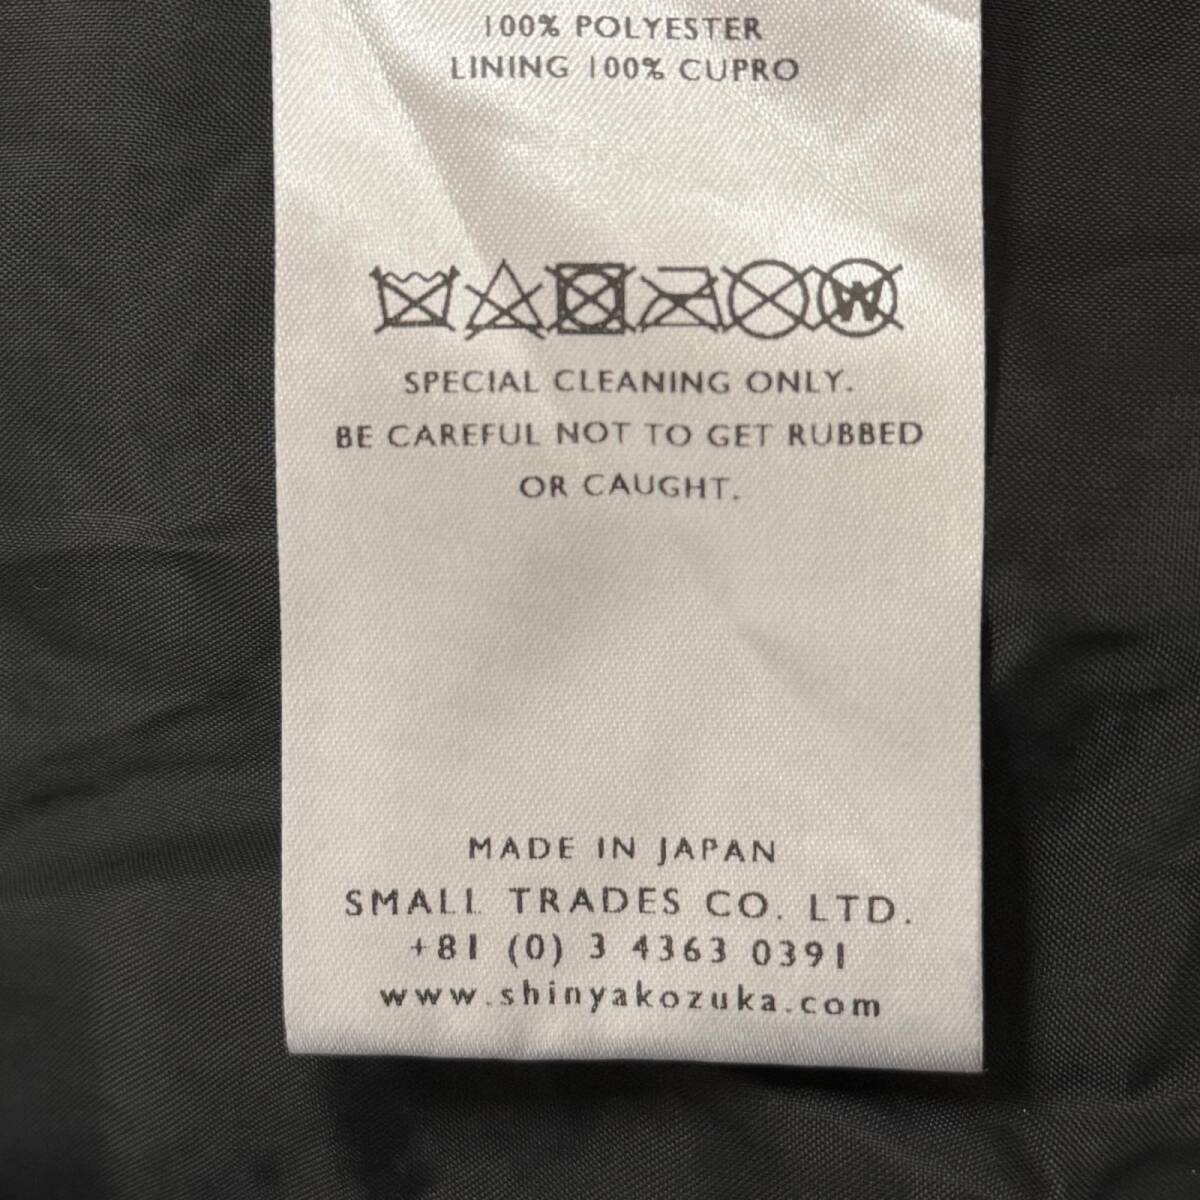 100% POLYESTER
LINING 100% CUPRO
W
SPECIAL CLEANING ONLY.
BE CAREFUL NOT TO GET RUBBED
OR CAUGHT.
MADE IN JAPAN
SMALL TRADES CO. LTD.
+81 (0) 3 4363 0391
www.shinyakozuka.com